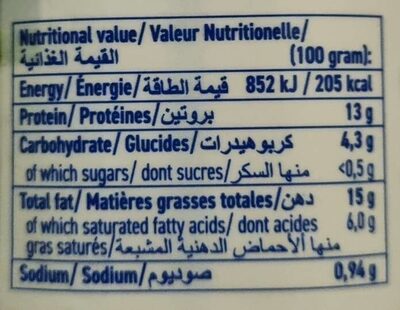 Nutritional value/ Valeur Nutritionelle/
القيمة الغذائية (100 gram):
Energy/ Énergie/قيمة الطاقة 852 kJ / 205 kcal
Protein/ Protéines/بروتين 13 g
Carbohydrate/ Glucides/كربوهيدرات 4,3 g
of which sugars/ dont sucres/منها السكر <0,5 g
Total fat/ Matières grasses totales/دهن 15 g
of which saturated fatty acids/ dont acides 6,0 g
gras saturés/منها الأحماض الدهنية المشبعة
Sodium/ Sodium/صوديوم 0,94 g